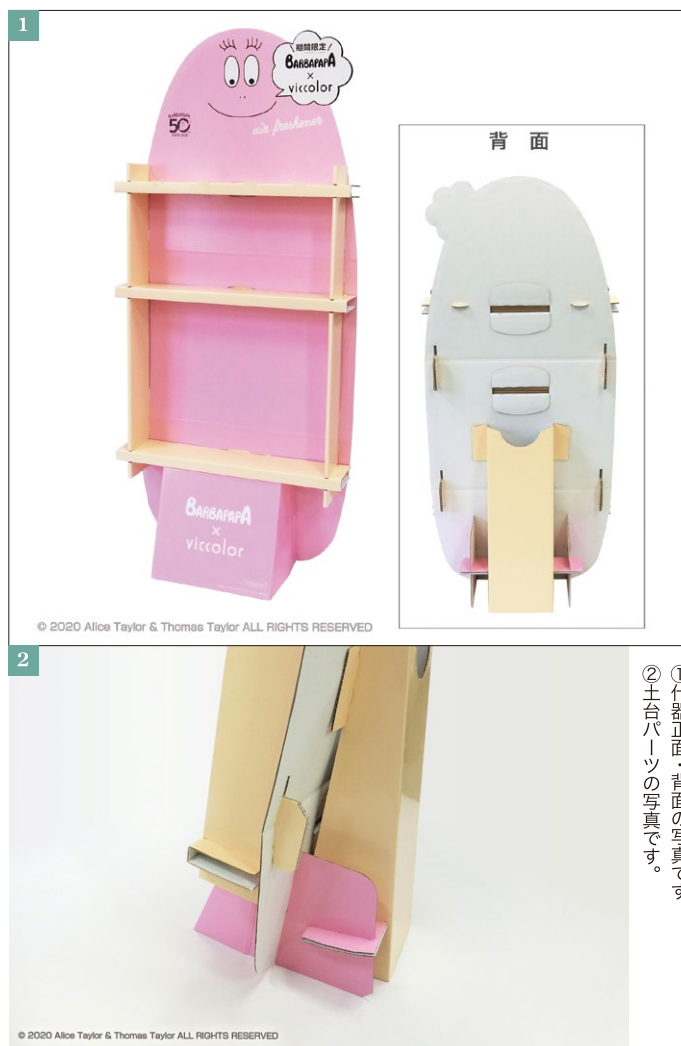 1
期間限定
BARBAPAPA
×
viccolor
50
air freshener
BARBAPAPA
×
viccolor
背面
© 2020 Alice Taylor & Thomas Taylor ALL RIGHTS RESERVED
2
①什器正面・背面の写真です
②土台パーツの写真です。
© 2020 Alice Taylor & Thomas Taylor ALL RIGHTS RESERVED